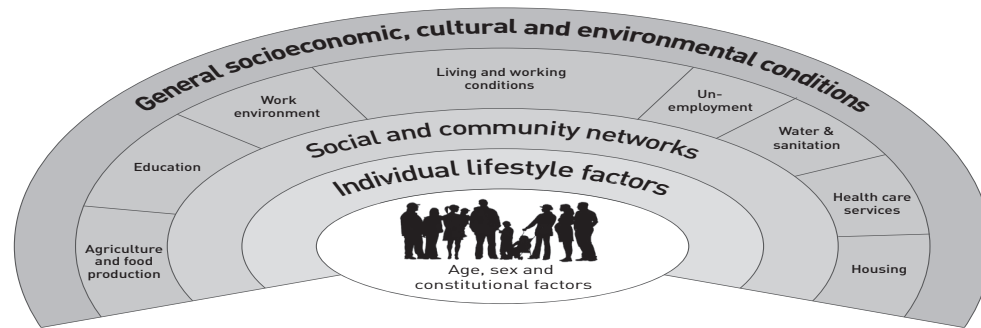 General socioeconomic, cultural and environmental conditions
Living and working
conditions
Work
environment
Un-
employment
Education
Water &
sanitation
Agriculture
and food
production
Health care
services
Housing
Social and community networks
Individual lifestyle factors
Age, sex and
constitutional factors